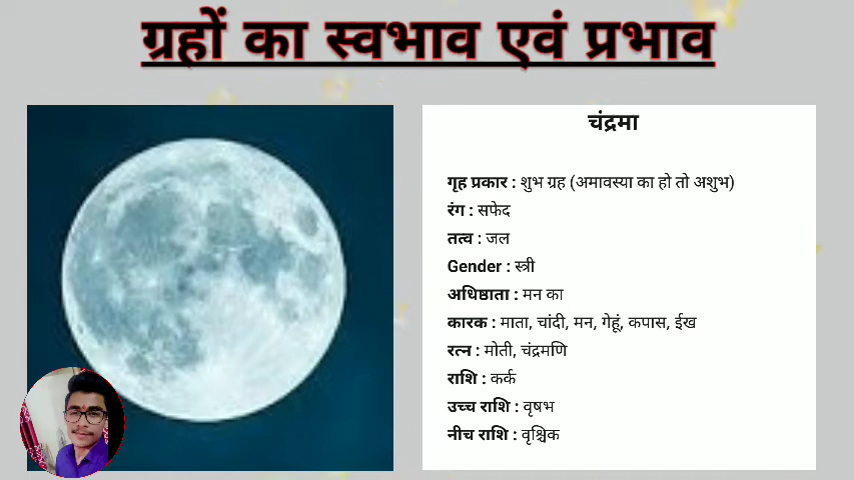 ग्रहों का स्वभाव एवं प्रभाव
चंद्रमा
गृह प्रकार : शुभ ग्रह (अमावस्या का हो तो अशुभ)
रंग : सफेद
तत्व : जल
Gender : स्त्री
अधिष्ठाता : मन का
कारक : माता, चांदी, मन, गेहूं, कपास, ईख
रत्न : मोती, चंद्रमणि
राशि : कर्क
उच्च राशि : वृषभ
नीच राशि : वृश्चिक